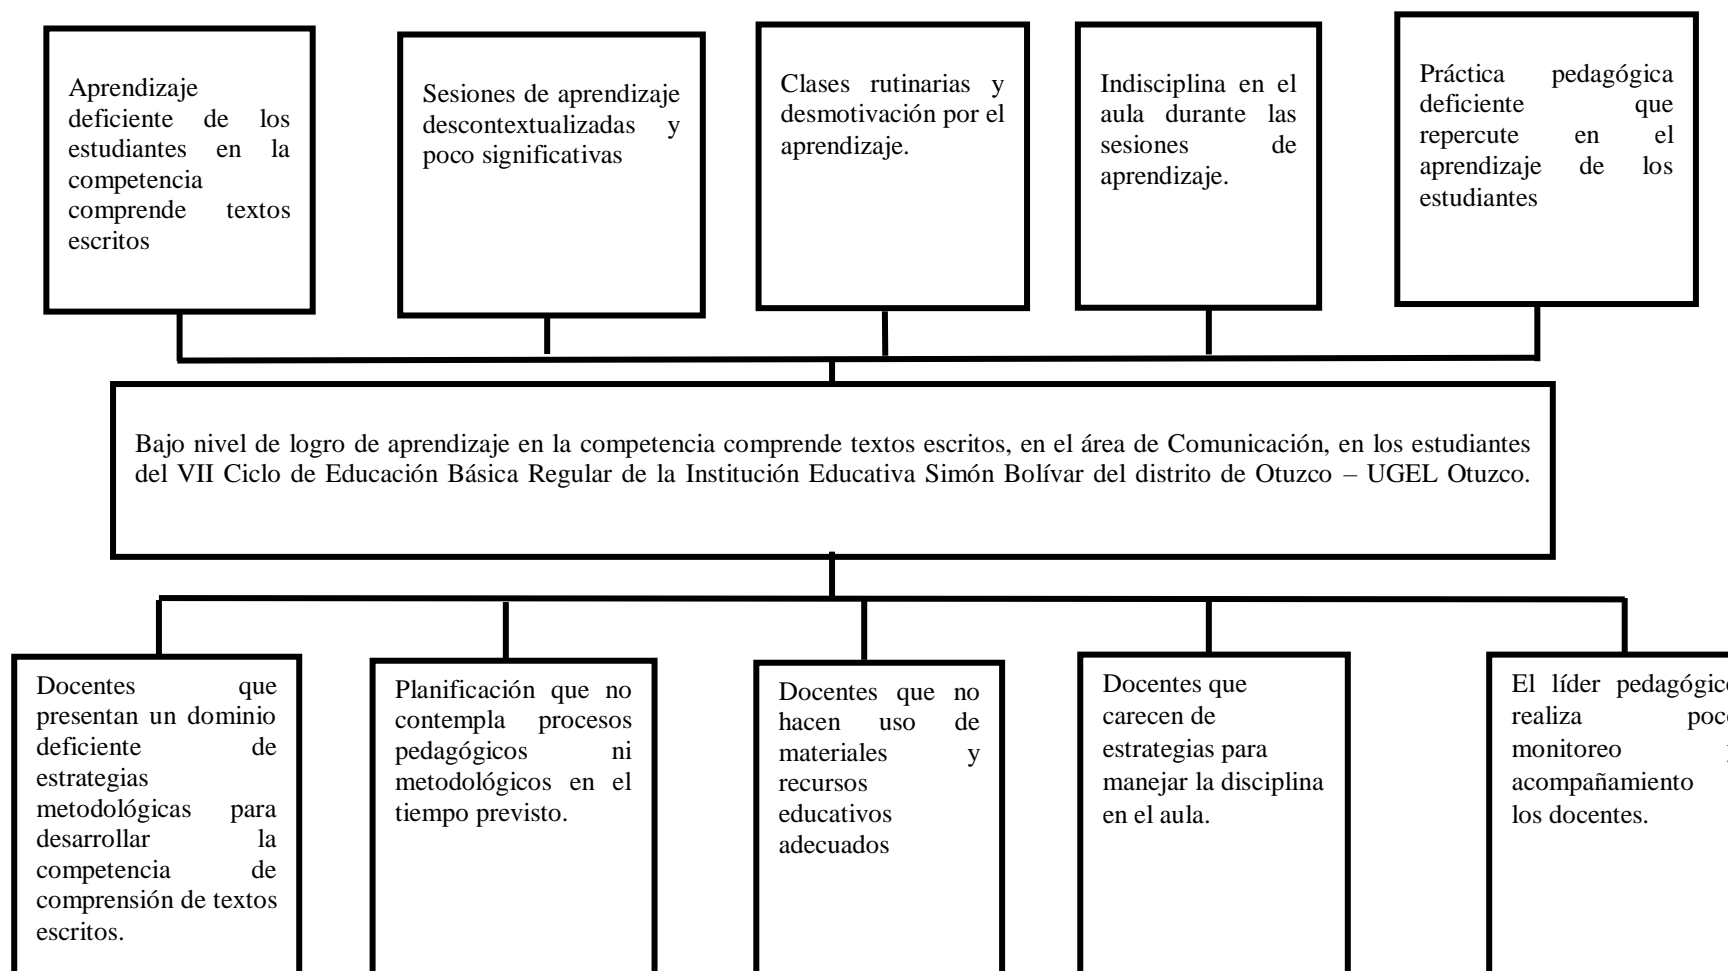 Aprendizaje
deficiente de los
estudiantes en la
competencia
comprende textos
escritos
Sesiones de aprendizaje
descontextualizadas y
poco significativas
Clases rutinarias y
desmotivación por el
aprendizaje.
Indisciplina en el
aula durante las
sesiones de
aprendizaje.
Práctica pedagógica
deficiente que
repercute en el
aprendizaje de los
estudiantes
Bajo nivel de logro de aprendizaje en la competencia comprende textos escritos, en el área de Comunicación, en los estudiantes
del VII Ciclo de Educación Básica Regular de la Institución Educativa Simón Bolívar del distrito de Otuzco – UGEL Otuzco.
Docentes que
presentan un dominio
deficiente de
estrategias
metodológicas para
desarrollar la
competencia de
comprensión de textos
escritos.
Planificación que no
contempla procesos
pedagógicos ni
metodológicos en el
tiempo previsto.
Docentes que no
hacen uso de
materiales y
recursos
educativos
adecuados
Docentes que
carecen de
estrategias para
manejar la disciplina
en el aula.
El líder pedagógico
realiza poco
monitoreo
acompañamiento
los docentes.